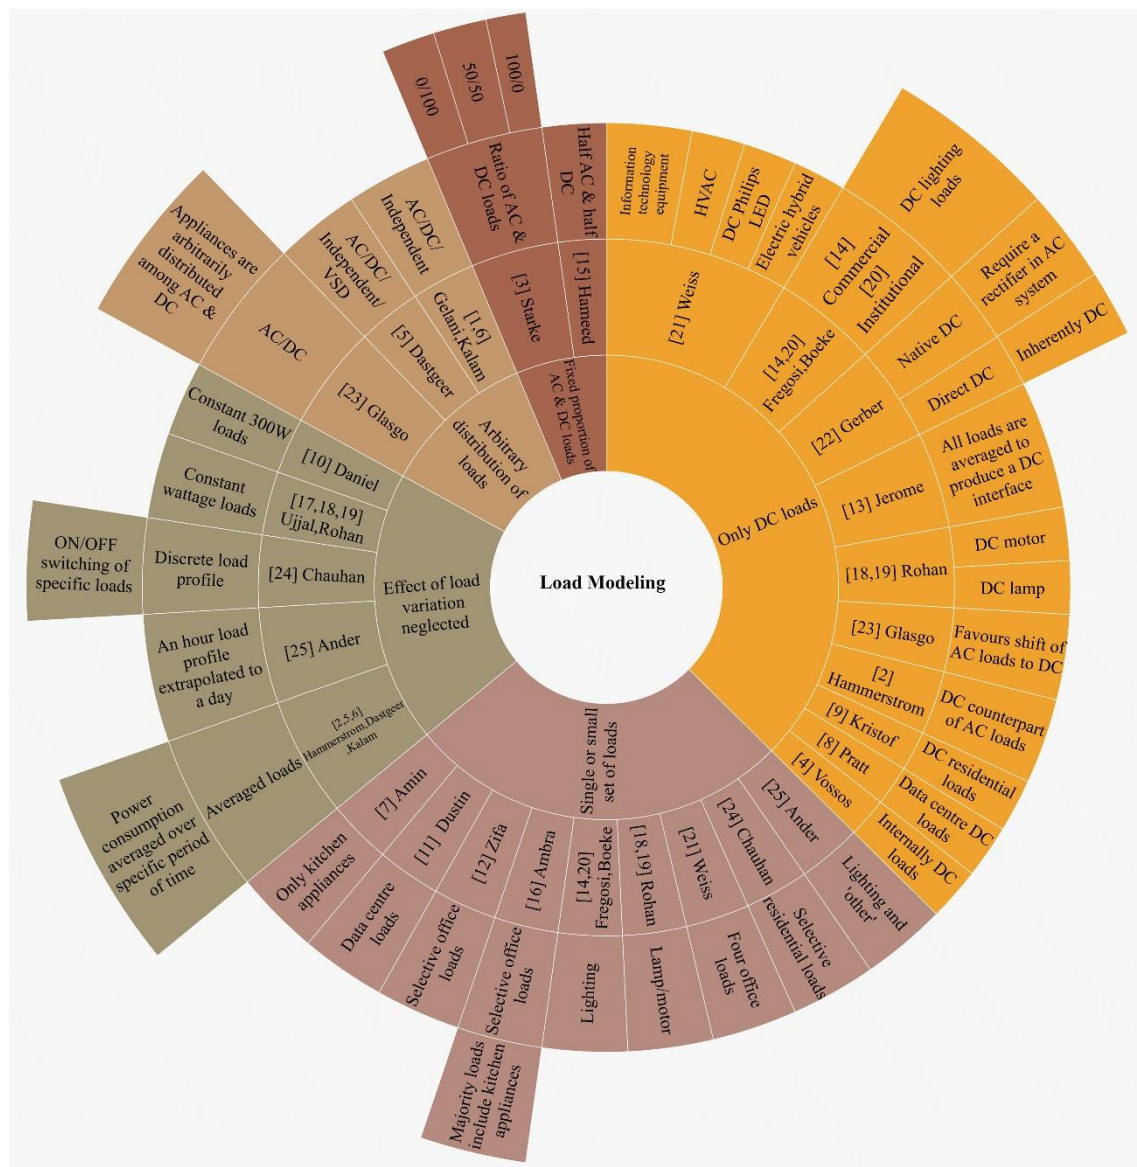 Load Modeling
Only DC loads
[21] Weiss
Information
technology
equipment
HVAC
DC Philips
LED
Electric hybrid
vehicles
[14,20]
Fregosi,Boeke
[14]
Commercial
[20]
Institutional
DC lighting
loads
[22] Gerber
Native DC
Require a
rectifier in AC
system
Direct DC
Inherently DC
[13] Jerome
All loads are
averaged to
produce a DC
interface
[18,19] Rohan
DC motor
DC lamp
[23] Glasgo
Favours shift of
AC loads to DC
[2]
Hammerstrom
DC counterpart
of AC loads
[9] Kristof
DC residential
loads
[8] Pratt
Data centre DC
loads
[4] Vossos
Internally DC
loads
Single or small
set of loads
[25] Ander
Lighting and
'other'
[24] Chauhan
Selective
residential loads
[21] Weiss
Four office
loads
[18,19] Rohan
Lamp/motor
[14,20]
Fregosi,Boeke
Lighting
[16] Ambra
Selective office
loads
Majority loads
include kitchen
appliances
[12] Zifa
Selective office
loads
[11] Dustin
Data centre
loads
[7] Amin
Only kitchen
appliances
Effect of load
variation
neglected
[2,5,6]
Hammerstrom,Dastgeer
,Kalam
Averaged loads
Power
consumption
averaged over
specific period
of time
[25] Ander
An hour load
profile
extrapolated to
a day
[24] Chauhan
Discrete load
profile
ON/OFF
switching of
specific loads
[17,18,19]
Ujjal,Rohan
Constant
wattage loads
[10] Daniel
Constant 300W
loads
Arbitrary
distribution of
loads
[23] Glasgo
AC/DC
Appliances are
arbitrarily
distributed
among AC &
DC
[5] Dastgeer
AC/DC/
Independent/
VSD
[1,6]
Gelani,Kalam
AC/DC/
Independent
Fixed proportion of
AC & DC loads
[3] Starke
Ratio of AC &
DC loads
0/100
50/50
100/0
[15] Hameed
Half AC & half
DC